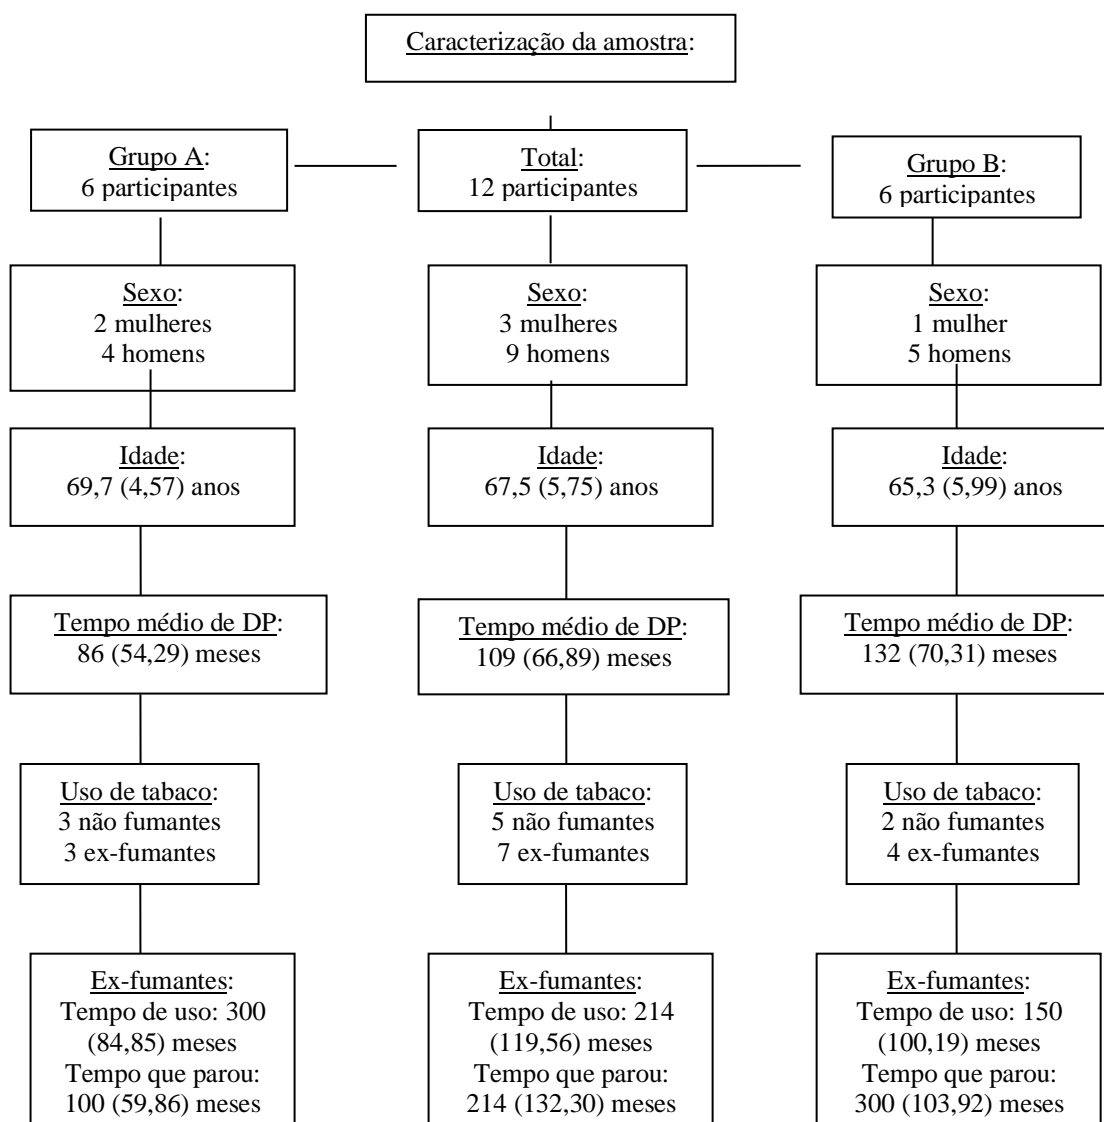 Caracterização da amostra:
Grupo A:
6 participantes
Total:
12 participantes
Grupo B:
6 participantes
Sexo:
2 mulheres
4 homens
Sexo:
3 mulheres
9 homens
Sexo:
1 mulher
5 homens
Idade:
69,7 (4,57) anos
Idade:
67,5 (5,75) anos
Idade:
65,3 (5,99) anos
Tempo médio de DP:
86 (54,29) meses
Tempo médio de DP:
109 (66,89) meses
Tempo médio de DP:
132 (70,31) meses
Uso de tabaco:
3 não fumantes
3 ex-fumantes
Uso de tabaco:
5 não fumantes
7 ex-fumantes
Uso de tabaco:
2 não fumantes
4 ex-fumantes
Ex-fumantes:
Tempo de uso: 300
(84,85) meses
Tempo que parou:
100 (59,86) meses
Ex-fumantes:
Tempo de uso: 214
(119,56) meses
Tempo que parou:
214 (132,30) meses
Ex-fumantes:
Tempo de uso: 150
(100,19) meses
Tempo que parou:
300 (103,92) meses